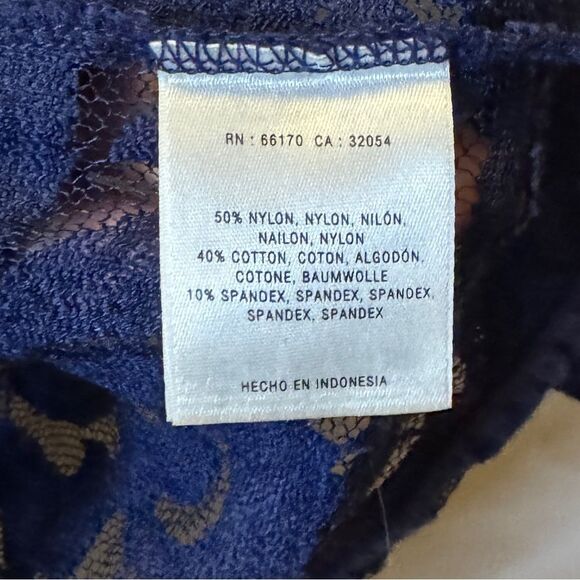 RN : 66170 CA : 32054
50% NYLON, NYLON, NILÓN,
NAILON, NYLON
40% COTTON, COTON, ALGODÓN,
COTONE, BAUMWOLLE
10% SPANDEX, SPANDEX, SPANDEX,
SPANDEX, SPANDEX
HECHO EN INDONESIA